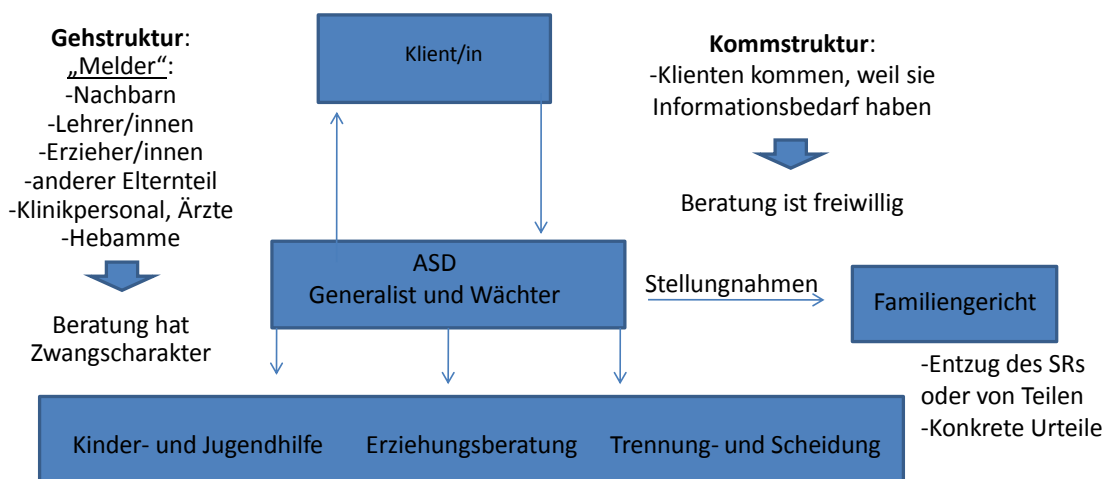 Gehstruktur:
„Melder“:
-Nachbarn
-Lehrer/innen
-Erzieher/innen
-anderer Elternteil
-Klinikpersonal, Ärzte
-Hebamme
Beratung hat
Zwangscharakter
Klient/in
Kommstruktur:
-Klienten kommen, weil sie
Informationsbedarf haben
Beratung ist freiwillig
ASD
Generalist und Wächter
Stellungnahmen
Familiengericht
-Entzug des SRs
oder von Teilen
-Konkrete Urteile
Kinder- und Jugendhilfe
Erziehungsberatung
Trennung- und Scheidung